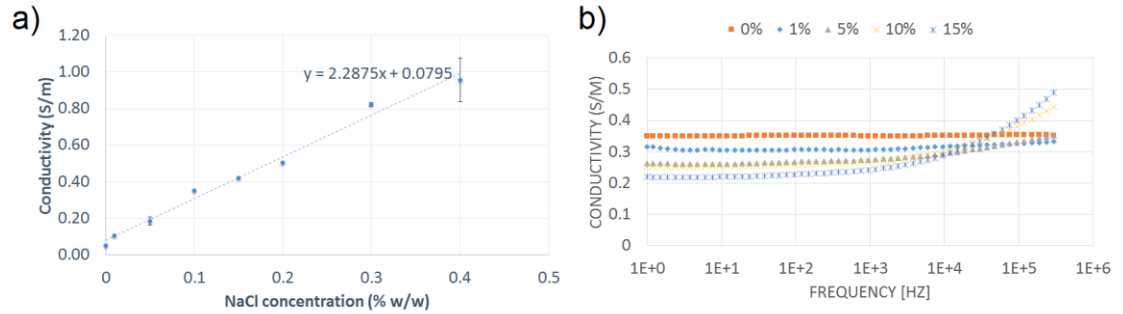 a)
1.20
1.00
0.80
0.60
0.40
0.20
0.00
Conductivity (S/m)
y = 2.2875x + 0.0795
0 0.1 0.2 0.3 0.4 0.5
NaCl concentration (% w/w)
b)
0% 1% 5% 10% 15%
0.6
0.5
0.4
0.3
0.2
0.1
0
CONDUCTIVITY (S/M)
1E+0 1E+1 1E+2 1E+3 1E+4 1E+5 1E+6
FREQUENCY [HZ]